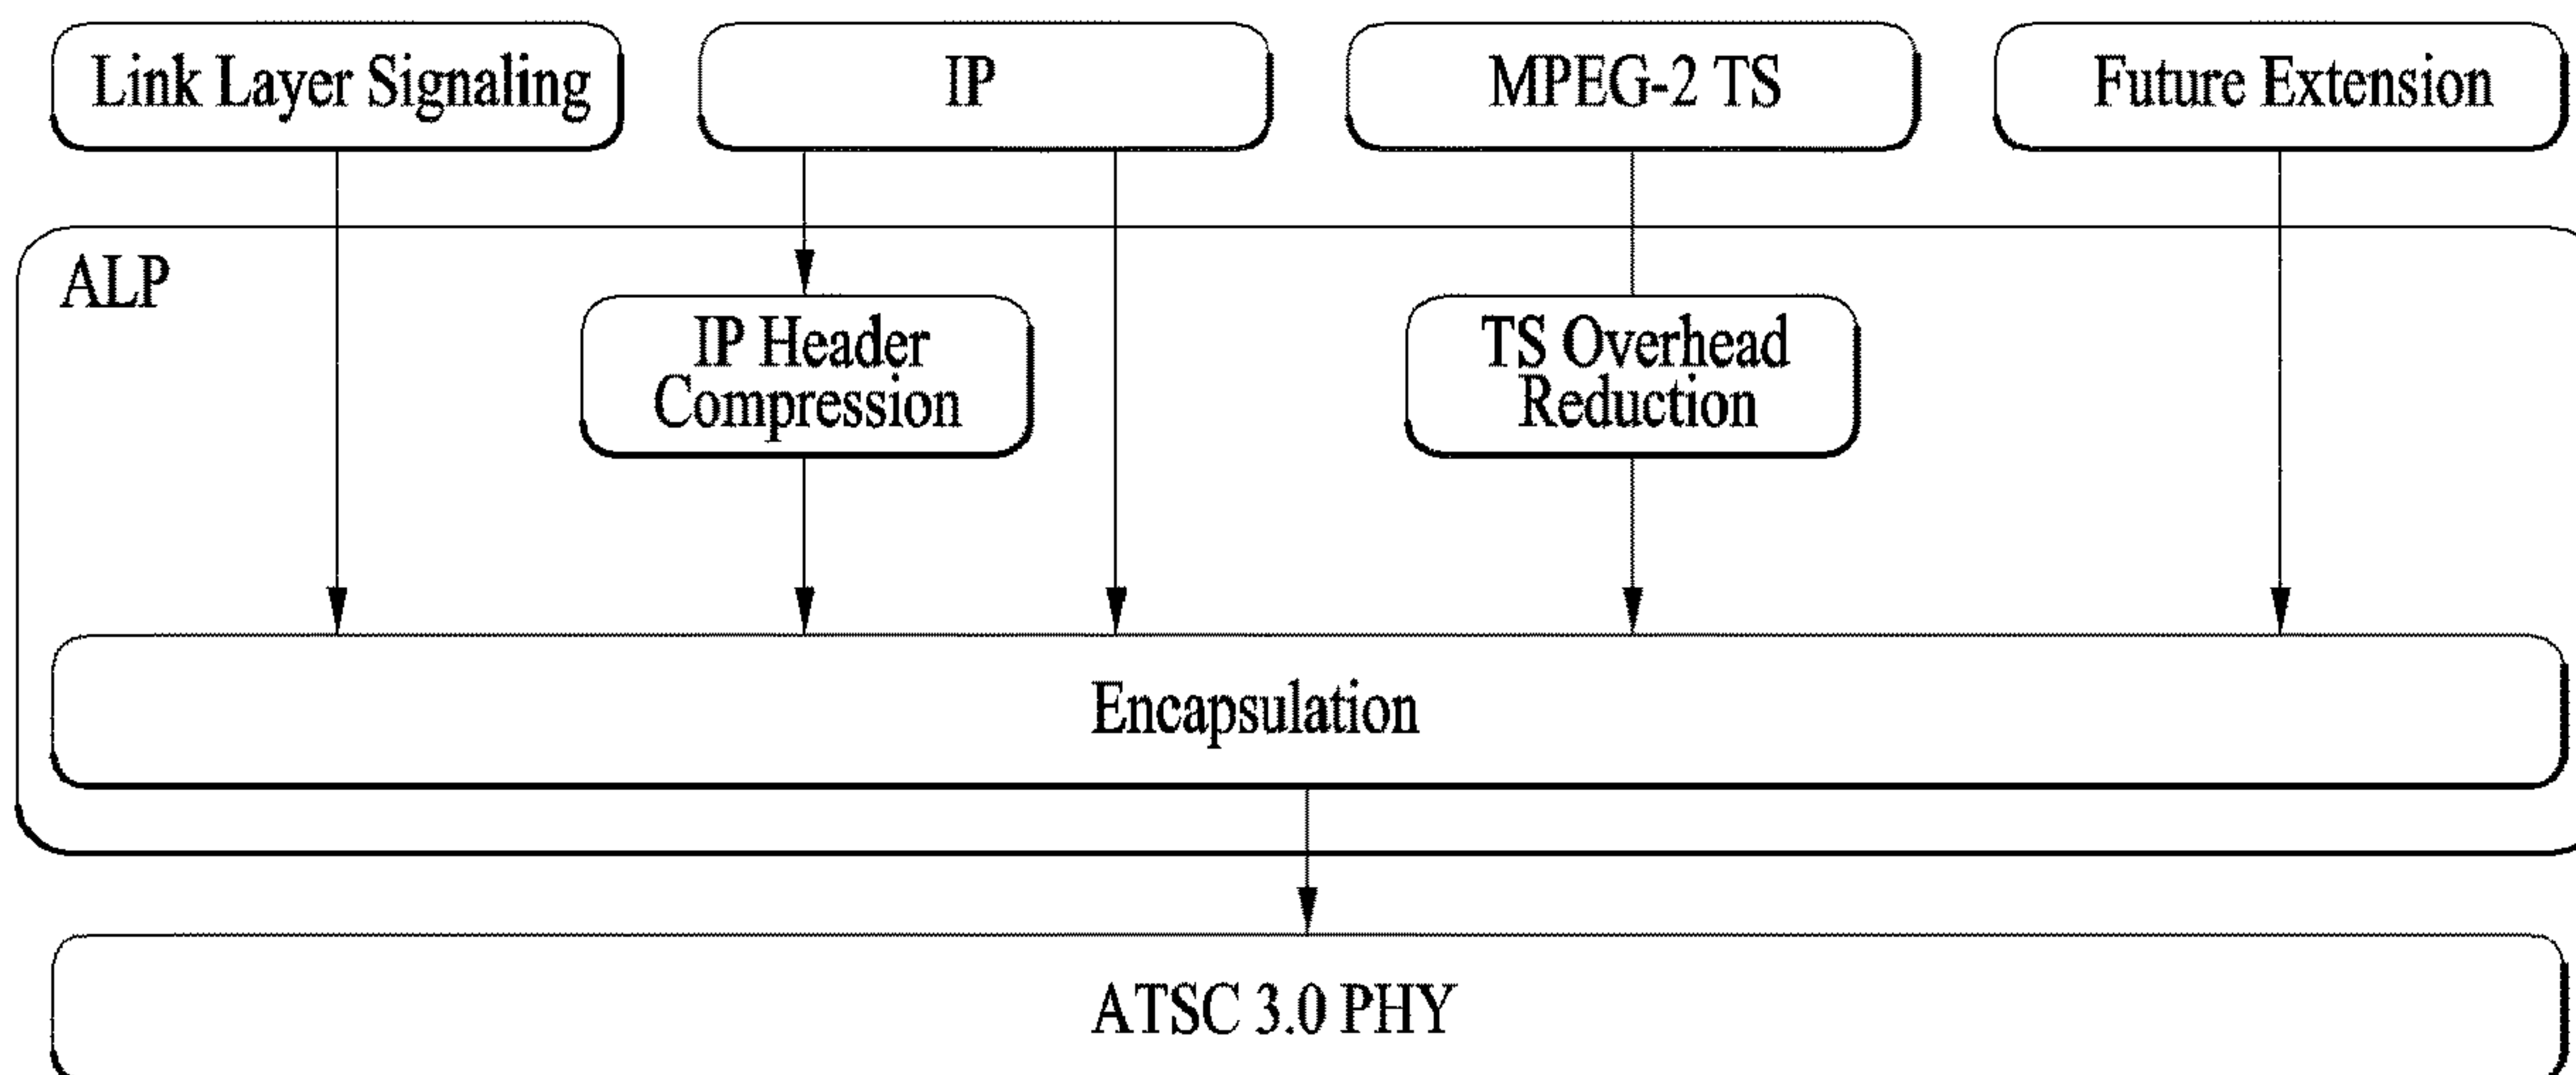 Link Layer Signaling
IP
MPEG-2 TS
Future Extension
ALP
IP Header
Compression
TS Overhead
Reduction
Encapsulation
ATSC 3.0 PHY